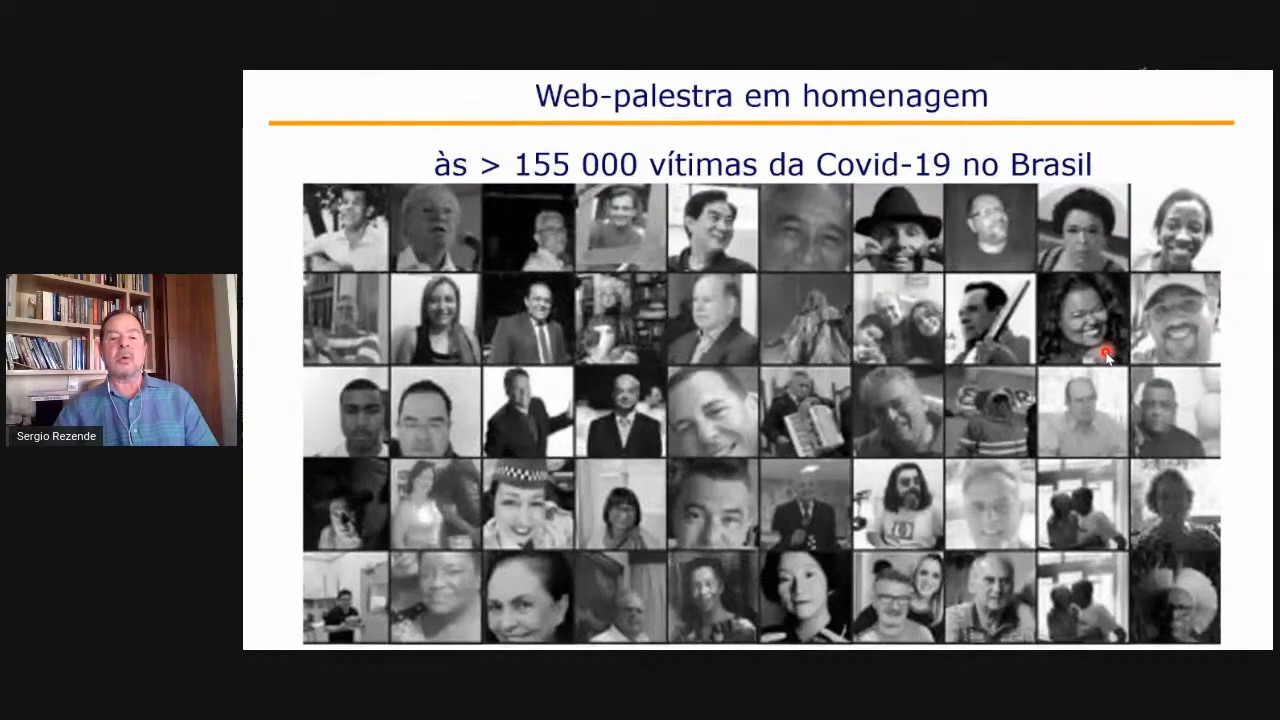 Web-palestra em homenagem
às > 155 000 vítimas da Covid-19 no Brasil
Sergio Rezende